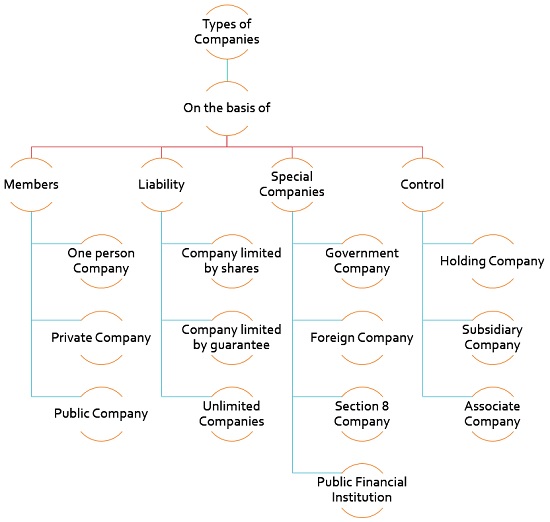 Types of
Companies
On the basis of
Members
Liability
Special
Companies
Control
One person
Company
Company limited
by shares
Government
Company
Holding Company
Private Company
Company limited
by guarantee
Foreign Company
Subsidiary
Company
Public Company
Unlimited
Companies
Section 8
Company
Associate
Company
Public Financial
Institution